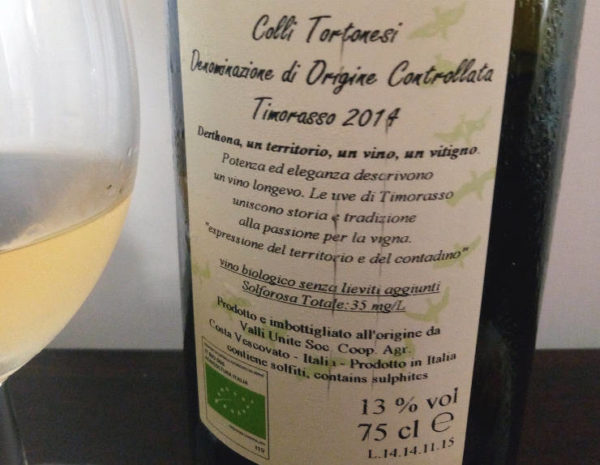 Colli Tortonesi
Denominazione di Origine Controllata
Timorasso 2014
Derthona, un territorio, un vino, un vitigno.
Potenza ed eleganza descrivono
un vino longevo. Le uve di Timorasso
uniscono storia e tradizione
alla passione per la vigna.
"espressione del territorio e del contadino"
vino biologico senza lieviti aggiunti
Solforosa Totale: 35 mg/L
Prodotto e imbottigliato all'origine da
Valli Unite Soc. Coop. Agr.
Costa Vescovato - Italia - Prodotto in Italia
contiene solfiti, contains sulphites
13 % vol
75 cl e
L.14.14.11.15